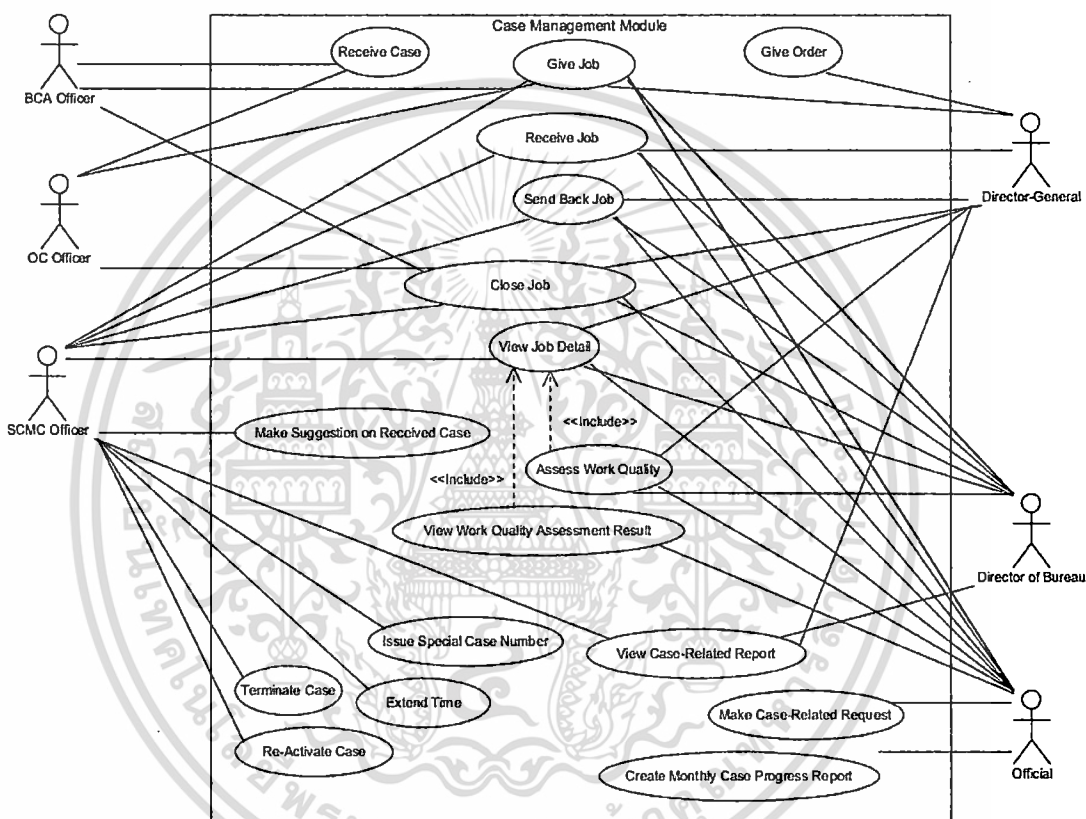 Case Management Module
Receive Case
Give Job
Give Order
BCA Officer
Receive Job
Director-General
Send Back Job
OC Officer
Close Job
View Job Detail
SCMC Officer
Make Suggestion on Received Case
<<Include>>
Assess Work Quality
<<Include>>
View Work Quality Assessment Result
Director of Bureau
Issue Special Case Number
View Case-Related Report
Terminate Case
Extend Time
Make Case-Related Request
Re-Activate Case
Create Monthly Case Progress Report
Official